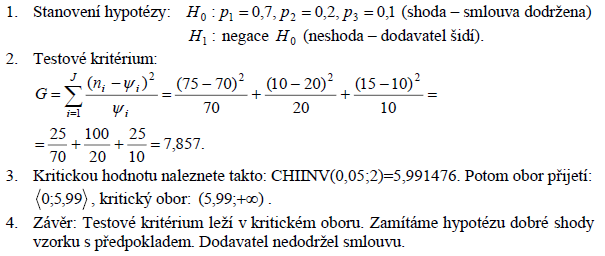 1. Stanovení hypotézy: H₀ : p₁ = 0,7, p₂ = 0,2, p₃ = 0,1 (shoda – smlouva dodržena)
H₁ : negace H₀ (neshoda – dodavatel šidí).
2. Testové kritérium:
G = ∑_{i=1}^{J} (nᵢ – ψᵢ)² / ψᵢ = (75 – 70)² / 70 + (10 – 20)² / 20 + (15 – 10)² / 10 =
= 25/70 + 100/20 + 25/10 = 7,857.
3. Kritickou hodnotu naleznete takto: CHIINV(0,05;2)=5,991476. Potom obor přijetí:
⟨0;5,99⟩, kritický obor: (5,99;+∞).
4. Závěr: Testové kritérium leží v kritickém oboru. Zamítáme hypotézu dobré shody
vzorku s předpokladem. Dodavatel nedodržel smlouvu.